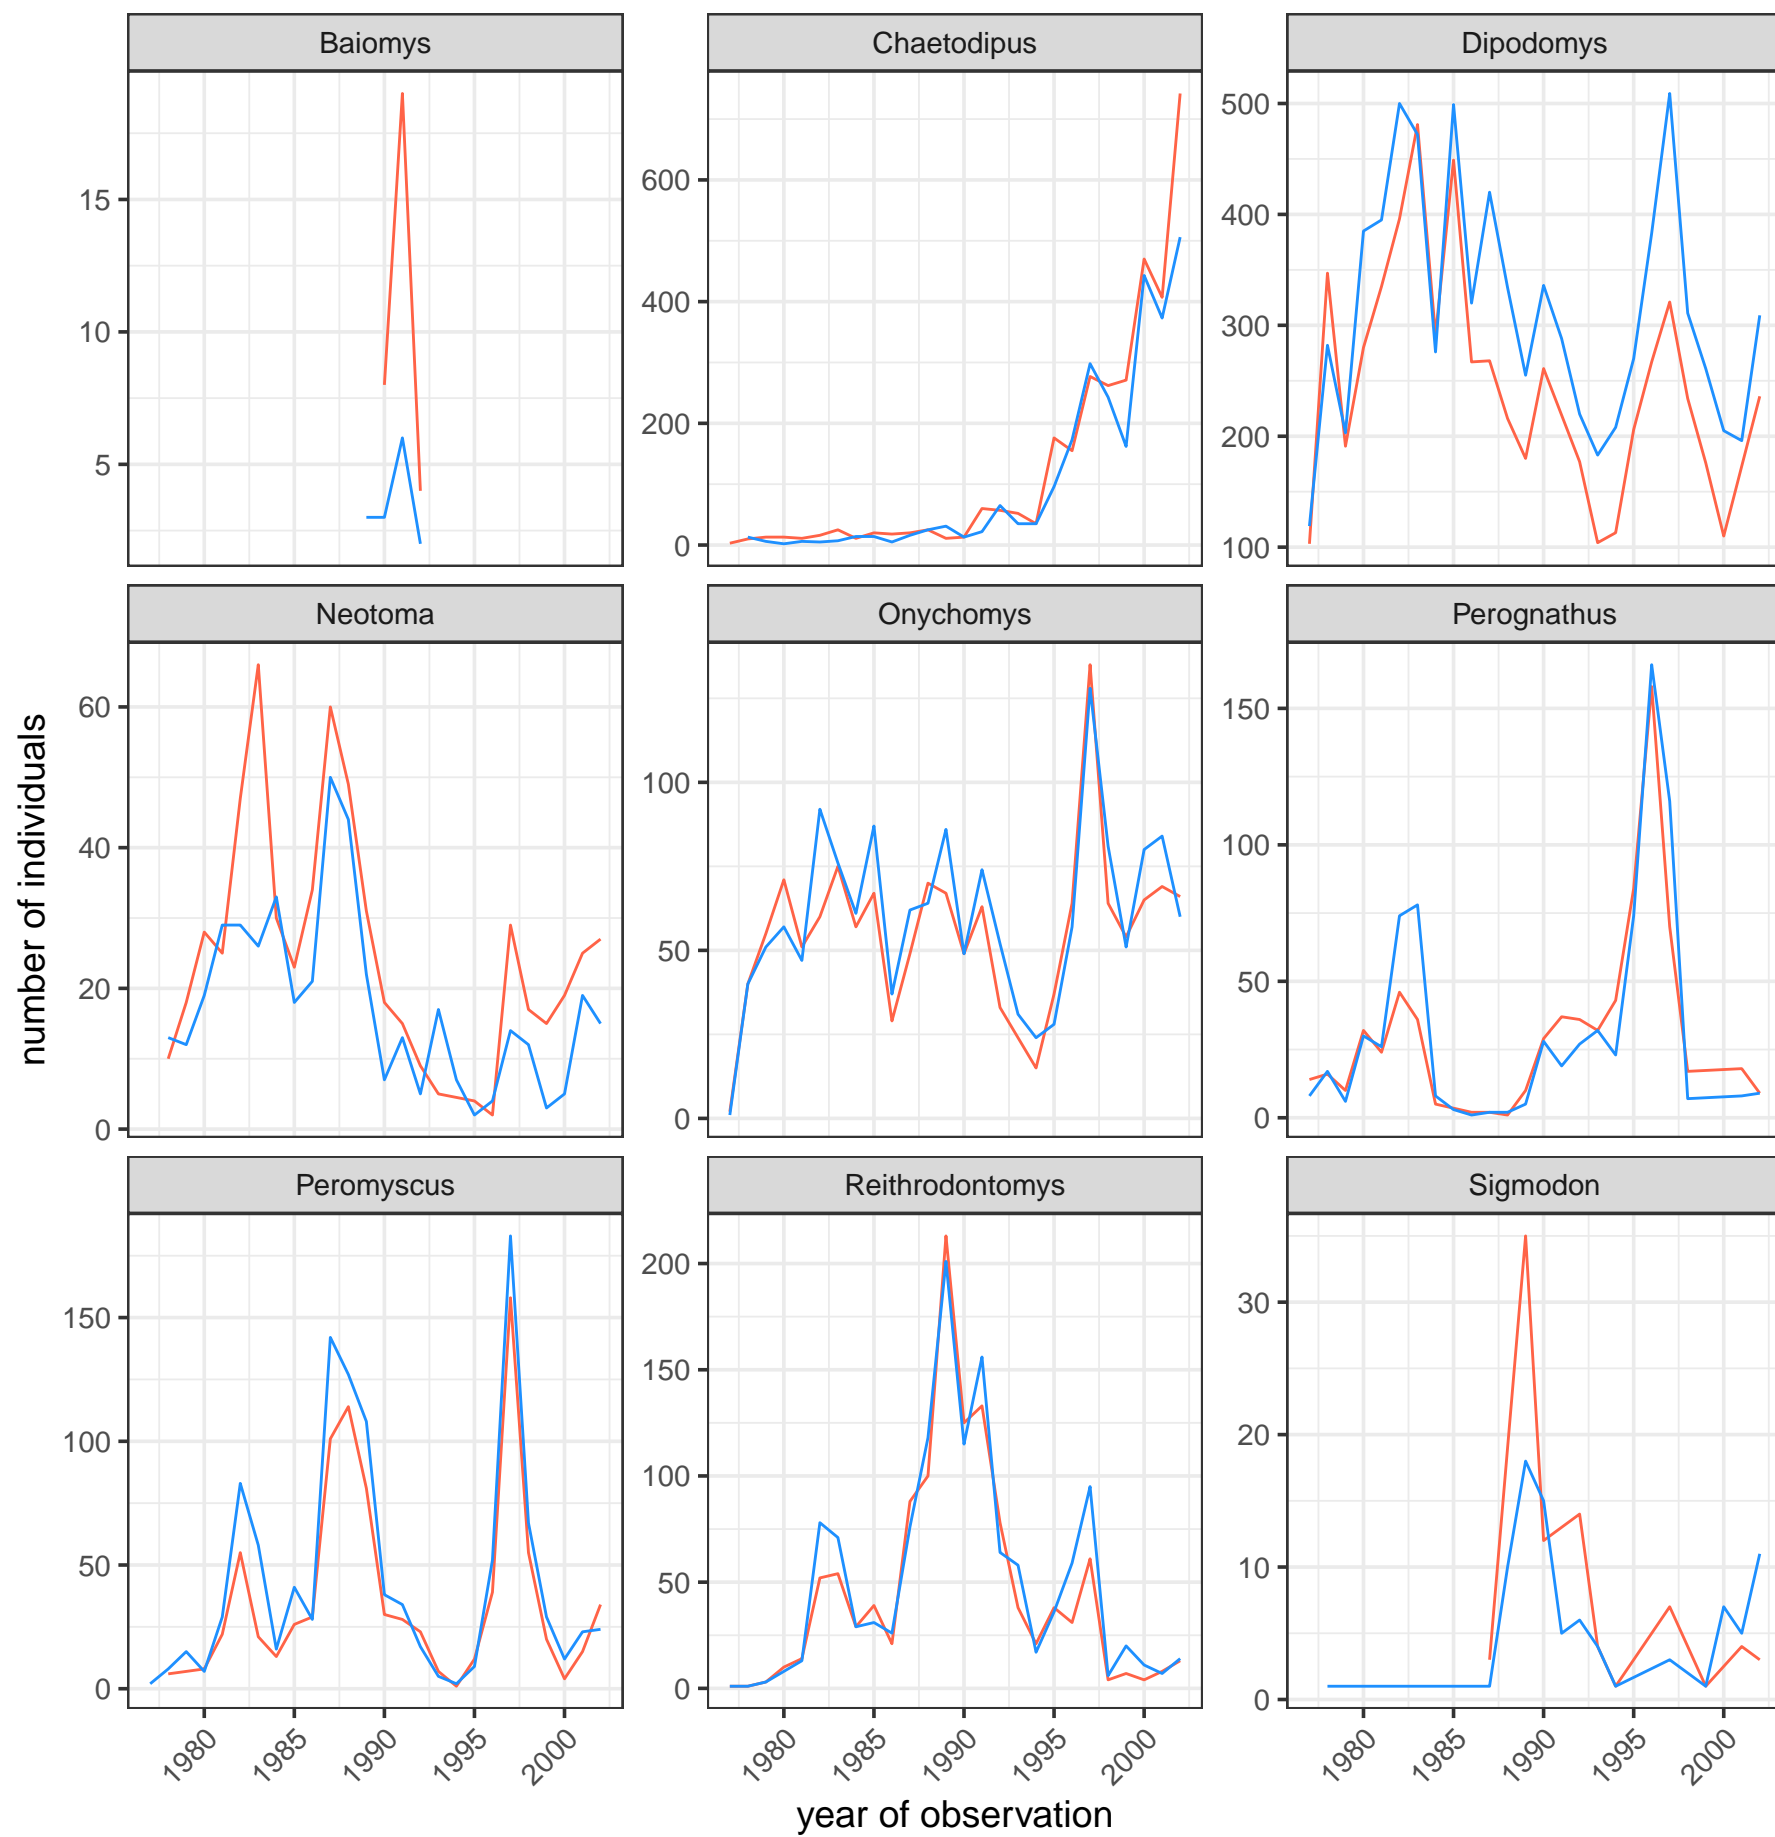 Baiomys
Chaetodipus
Dipodomys
15
10
5
600
400
200
0
500
400
300
200
100
Neotoma
Onychomys
Perognathus
60
40
20
0
100
50
0
150
100
50
0
number of individuals
Peromyscus
Reithrodontomys
Sigmodon
150
100
50
0
200
150
100
50
0
30
20
10
0
1980 1985 1990 1995 2000
1980 1985 1990 1995 2000
1980 1985 1990 1995 2000
year of observation